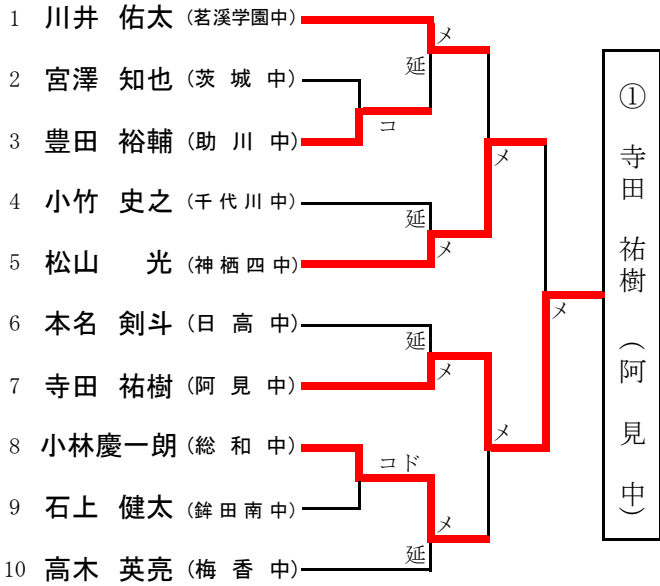 1 川井 佑太 (茗溪学園中)
メ
延
2 宮澤 知也 (茨城中)
コ
3 豊田 裕輔 (助川中)
メ
4 小竹 史之 (千代川中)
延
メ
5 松山 光 (神栖四中)
6 本名 剣斗 (日高中)
延
メ
7 寺田 祐樹 (阿見中)
メ
8 小林慶一朗 (総和中)
コド
9 石上 健太 (鉾田南中)
メ
延
10 高木 英亮 (梅香中)
メ
① 寺田 祐樹 (阿見中)